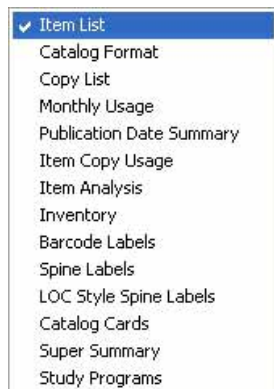 Item List
Catalog Format
Copy List
Monthly Usage
Publication Date Summary
Item Copy Usage
Item Analysis
Inventory
Barcode Labels
Spine Labels
LOC Style Spine Labels
Catalog Cards
Super Summary
Study Programs